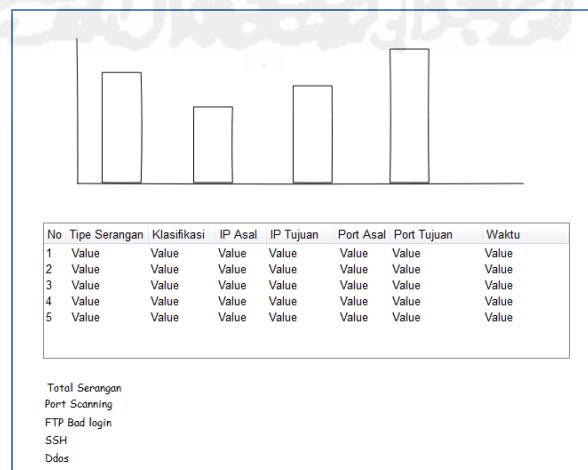 No Tipe Serangan Klasifikasi IP Asal IP Tujuan Port Asal Port Tujuan Waktu
1 Value Value Value Value Value Value Value
2 Value Value Value Value Value Value Value
3 Value Value Value Value Value Value Value
4 Value Value Value Value Value Value Value
5 Value Value Value Value Value Value Value
Total Serangan
Port Scanning
FTP Bad login
SSH
Ddos